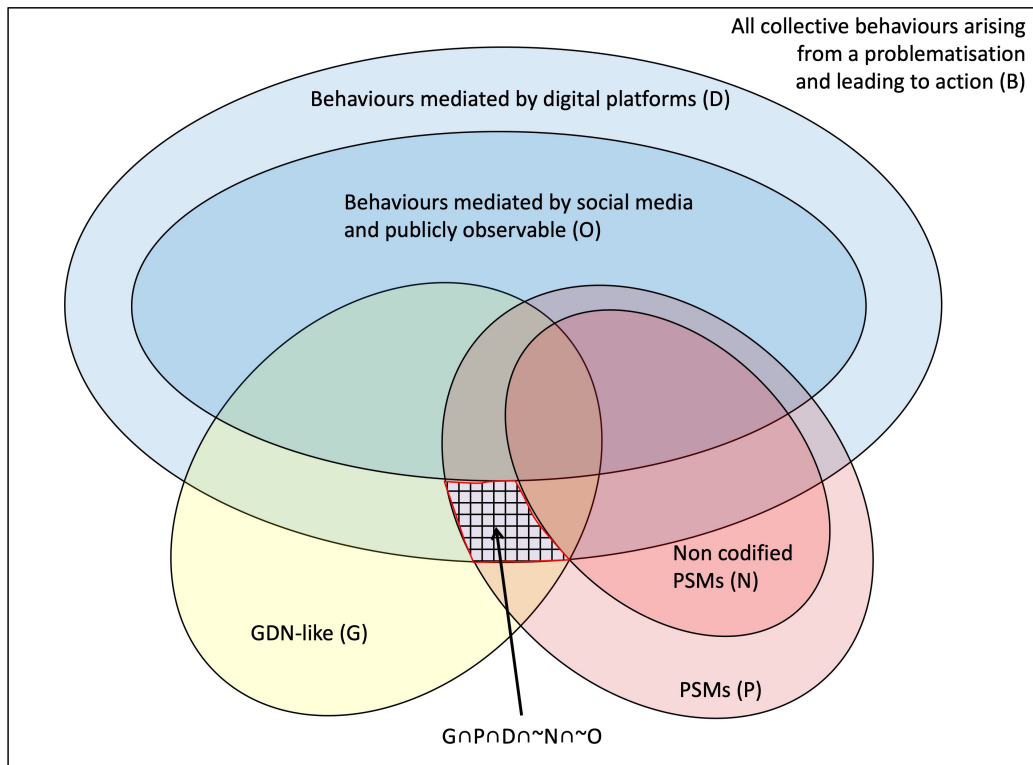 All collective behaviours arising
from a problematisation
and leading to action (B)
Behaviours mediated by digital platforms (D)
Behaviours mediated by social media
and publicly observable (O)
Non codified
PSMs (N)
GDN-like (G)
PSMs (P)
G∩P∩D∩~N∩~O